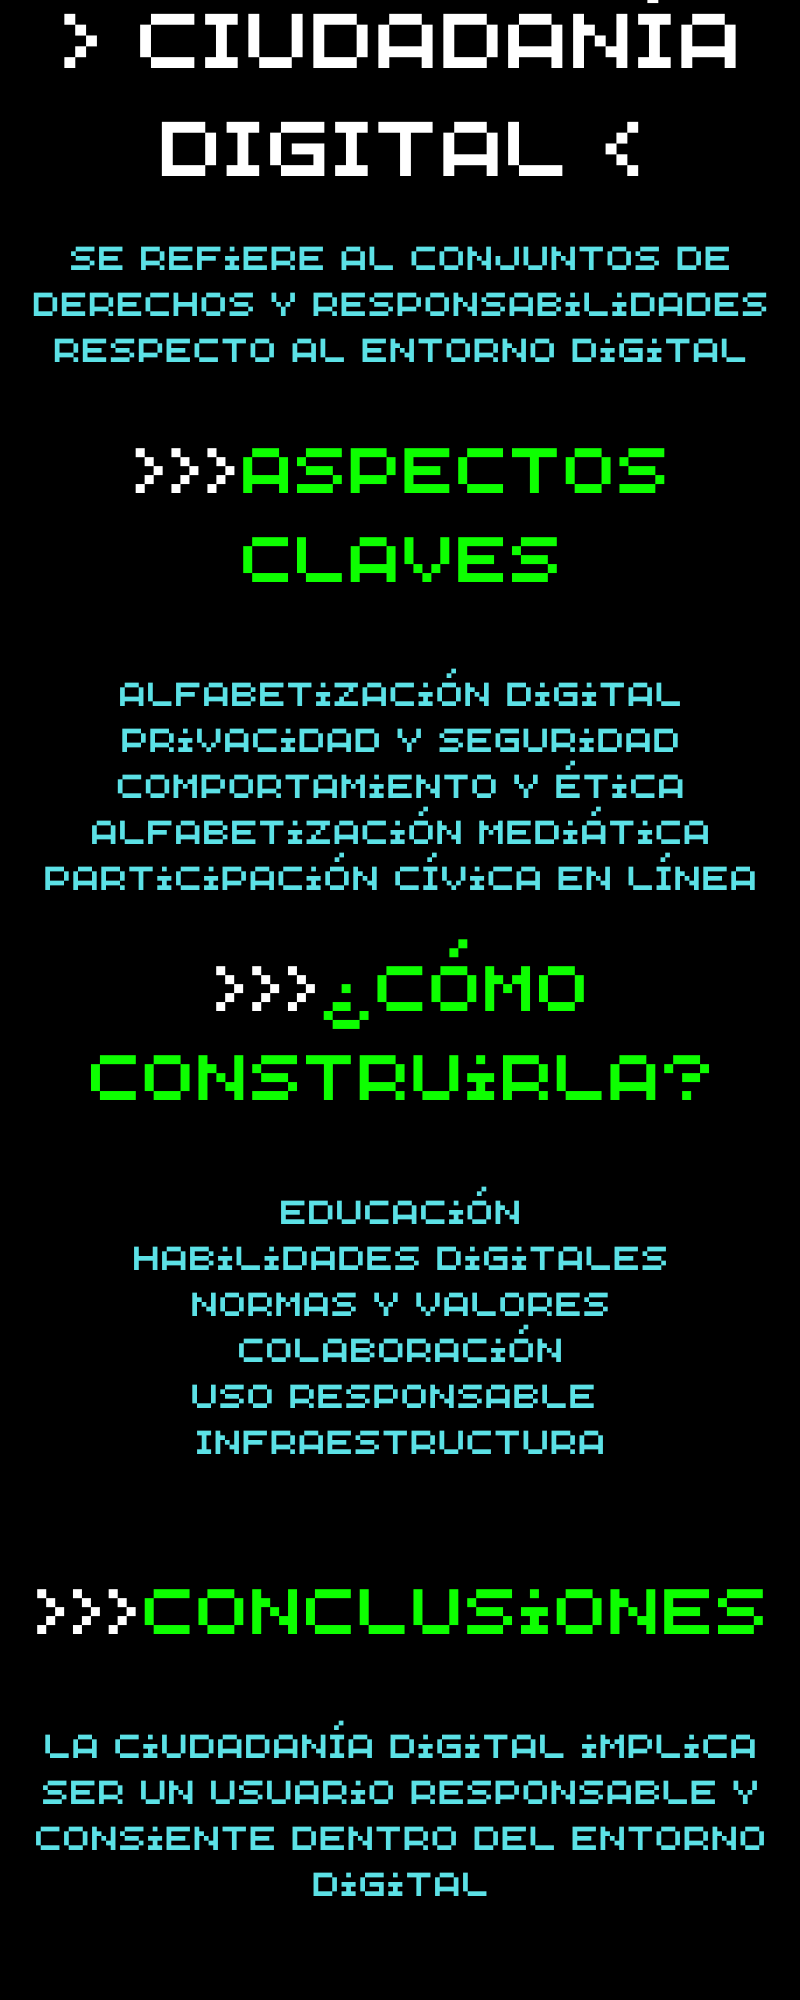 > CIUDADANÍA
DIGITAL <
SE REFiERE AL CONJUNTOS DE
DERECHOS Y RESPONSABiLiDADES
RESPECTO AL ENTORNO DiGiTAL
>>>ASPECTOS
CLAVES
ALFABETiZACiÓN DiGiTAL
PRiVACiDAD Y SEGURiDAD
COMPORTAMiENTO Y ÉTiCA
ALFABETiZACiÓN MEDiÁTiCA
PARTiCiPACiÓN CÍViCA EN LÍNEA
>>>¿CÓMO
CONSTRUiRLA?
EDUCACiÓN
HABiLiDADES DiGiTALES
NORMAS Y VALORES
COLABORACiÓN
USO RESPONSABLE
INFRAESTRUCTURA
>>>CONCLUSiONES
LA CiUDADANÍA DiGiTAL iMPLiCA
SER UN USUARiO RESPONSABLE Y
CONSiENTE DENTRO DEL ENTORNO
DiGiTAL